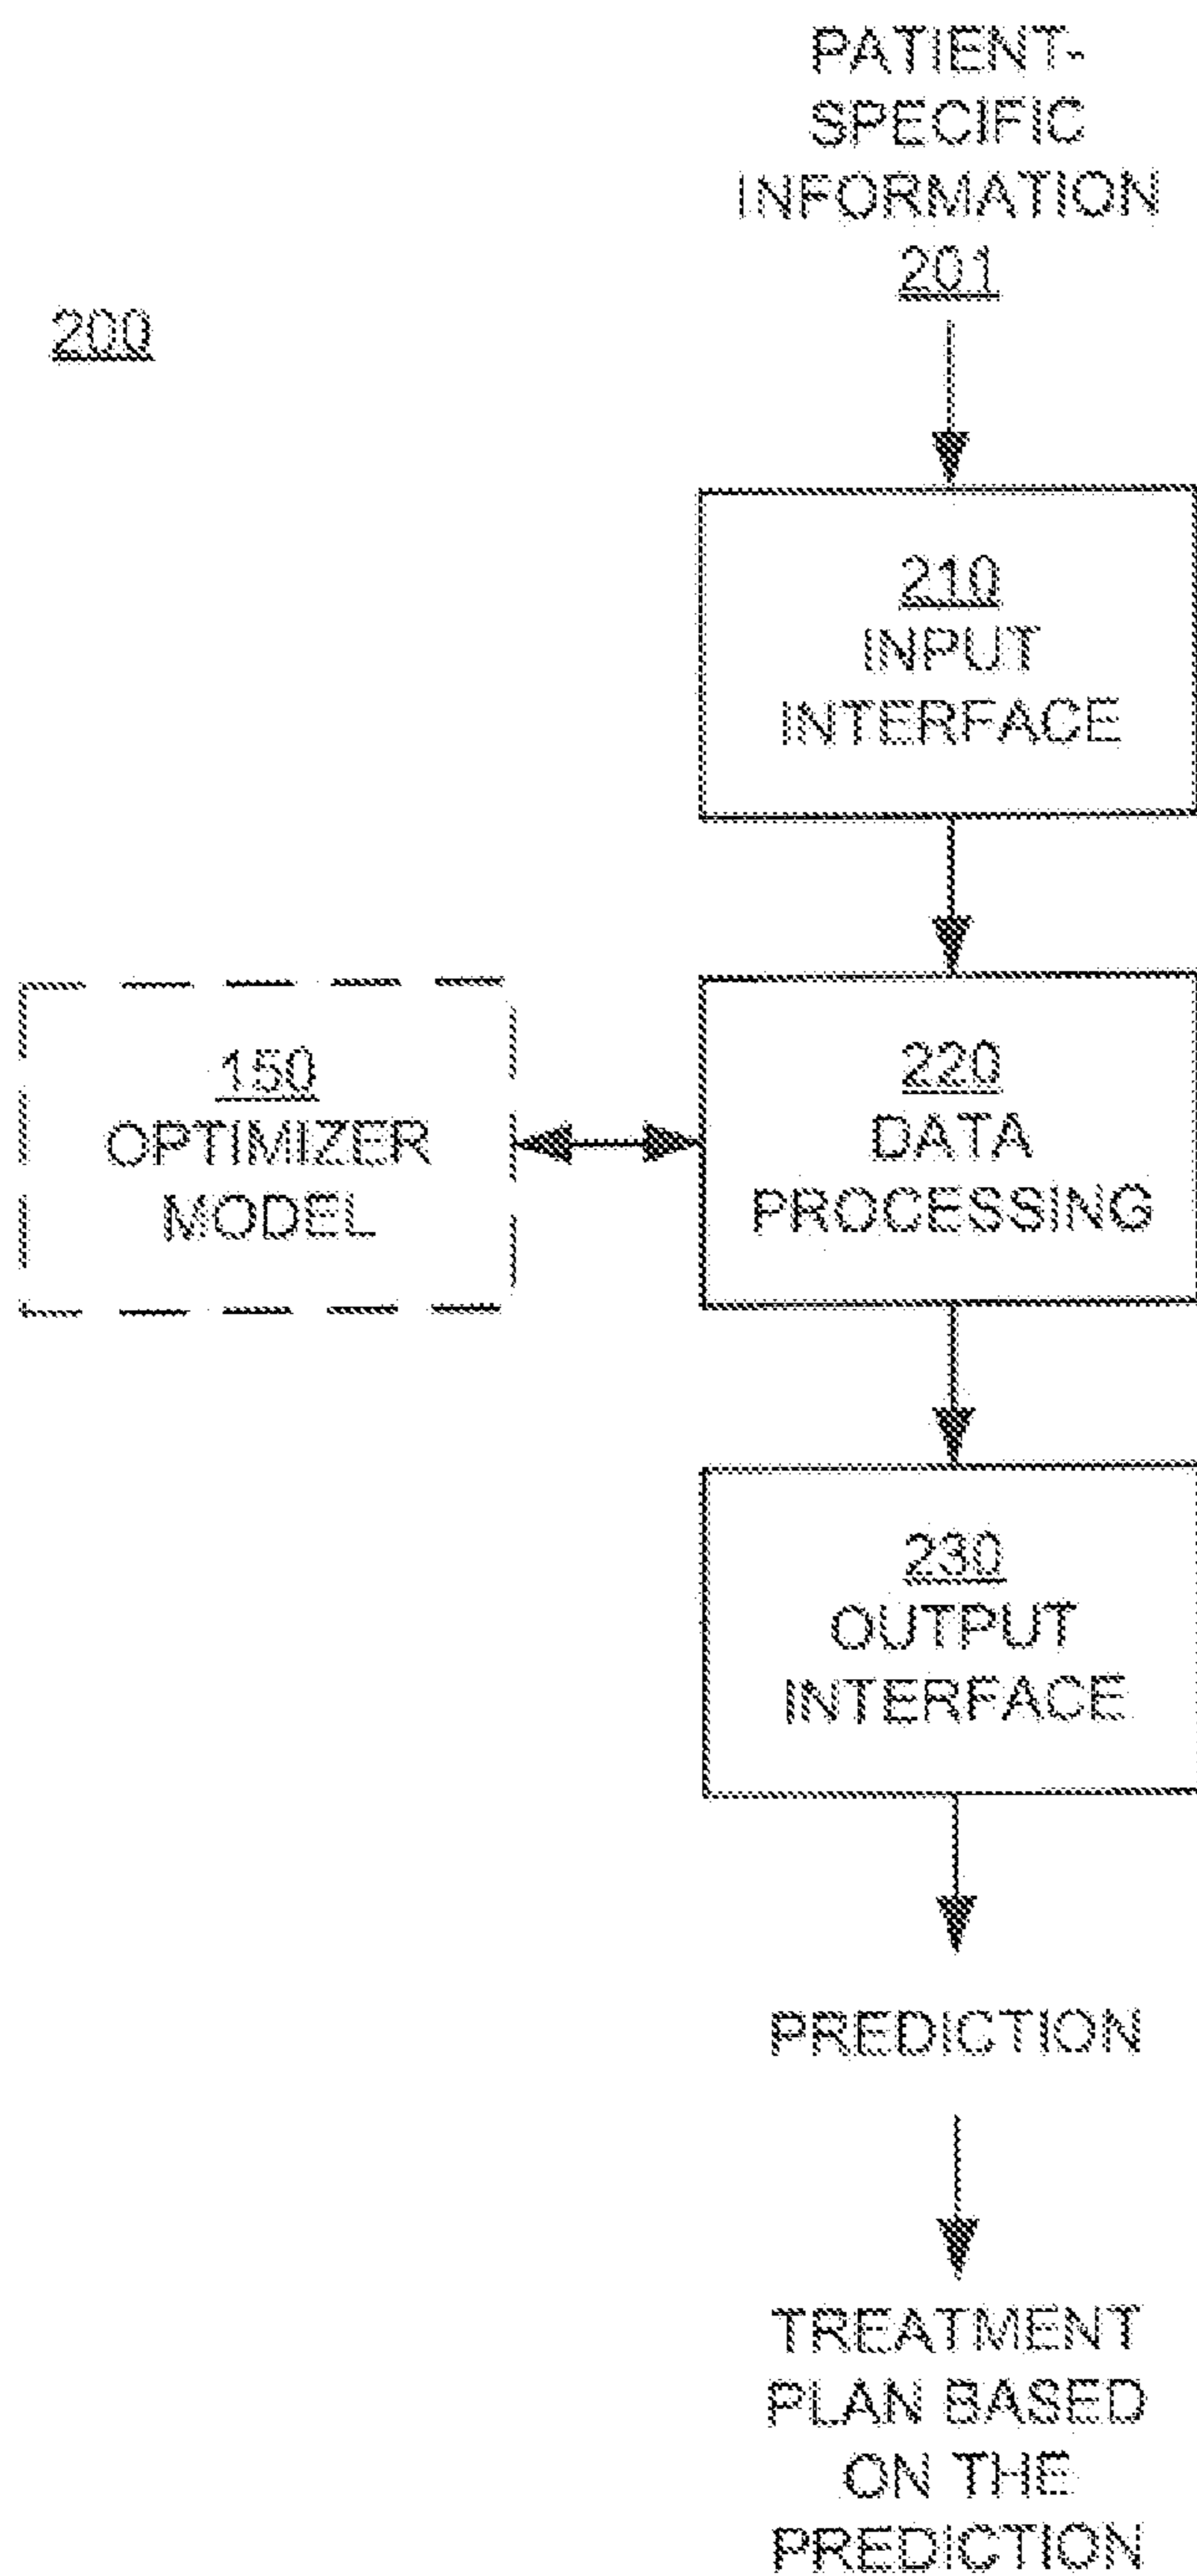 PATIENT-
SPECIFIC
INFORMATION
201
200
210
INPUT
INTERFACE
150
OPTIMIZER
MODEL
220
DATA
PROCESSING
230
OUTPUT
INTERFACE
PREDICTION
TREATMENT
PLAN BASED
ON THE
PREDICTION